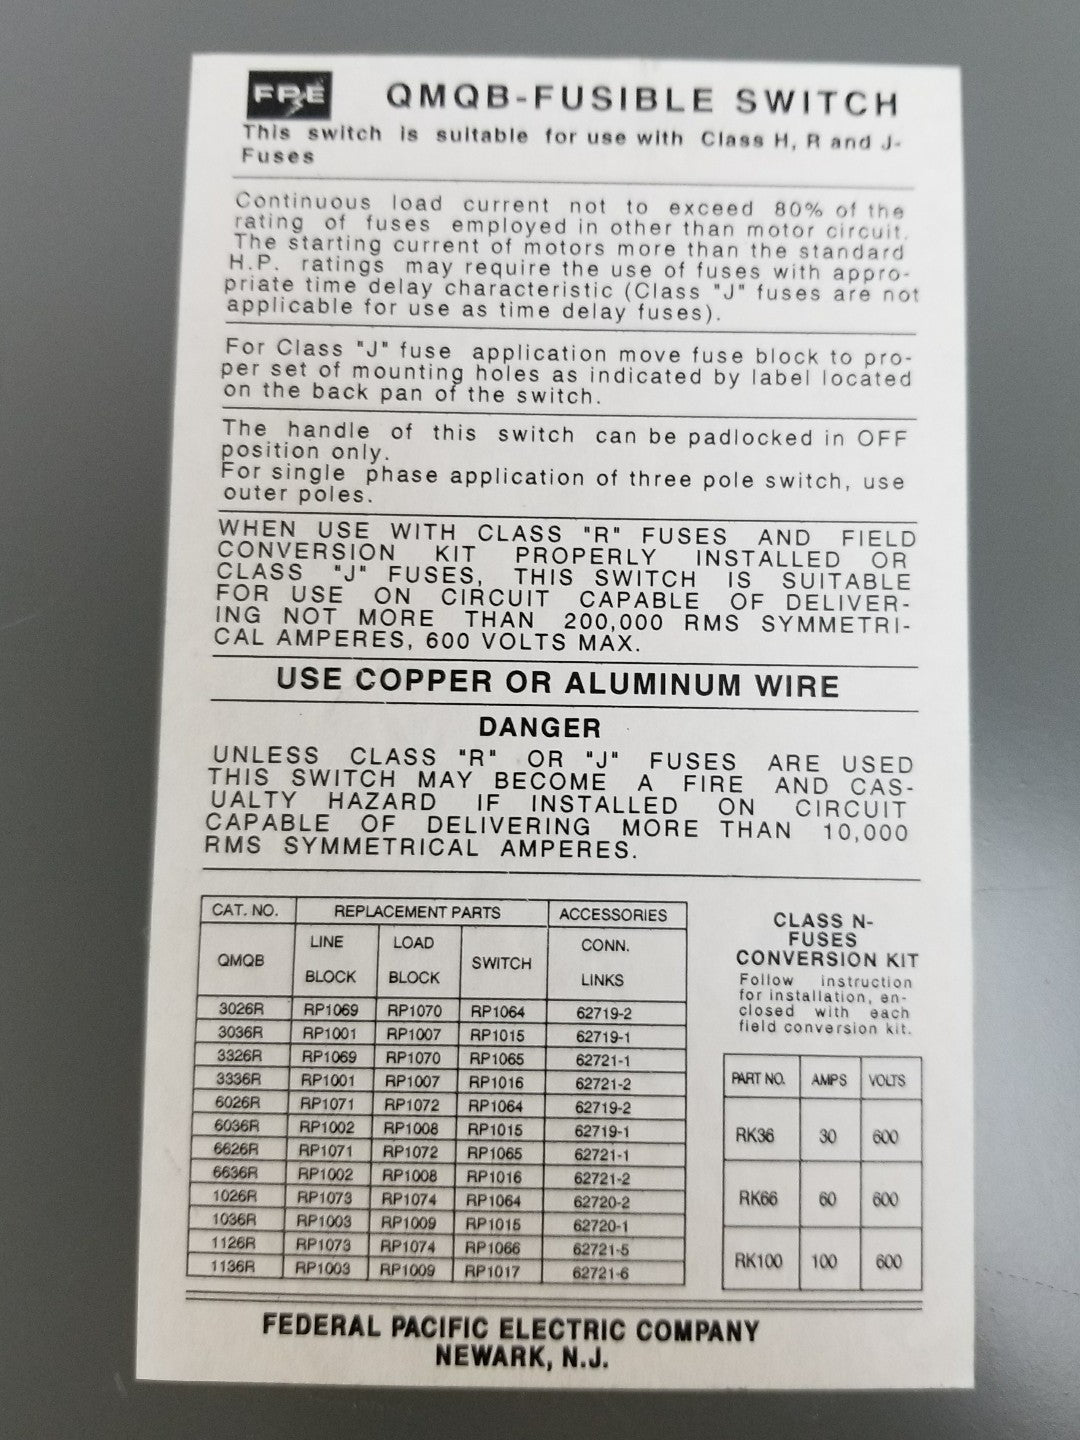 FPE QMQB-FUSIBLE SWITCH
This switch is suitable for use with Class H, R and J-
Fuses
Continuous load current not to exceed 80% of the
rating of fuses employed in other than motor circuit.
The starting current of motors more than the standard
H.P. ratings may require the use of fuses with appro-
priate time delay characteristic (Class "J" fuses are not
applicable for use as time delay fuses).
For Class "J" fuse application move fuse block to pro-
per set of mounting holes as indicated by label located
on the back pan of the switch.
The handle of this switch can be padlocked in OFF
position only.
For single phase application of three pole switch, use
outer poles.
WHEN USE WITH CLASS "R" FUSES AND FIELD
CONVERSION KIT PROPERLY INSTALLED OR
CLASS "J" FUSES, THIS SWITCH IS SUITABLE
FOR USE ON CIRCUIT CAPABLE OF DELIVER-
ING NOT MORE THAN 200,000 RMS SYMMETRI-
CAL AMPERES, 600 VOLTS MAX.
USE COPPER OR ALUMINUM WIRE
DANGER
UNLESS CLASS "R" OR "J" FUSES ARE USED
THIS SWITCH MAY BECOME A FIRE AND CAS-
UALTY HAZARD IF INSTALLED ON CIRCUIT
CAPABLE OF DELIVERING MORE THAN 10,000
RMS SYMMETRICAL AMPERES.
CAT. NO. REPLACEMENT PARTS ACCESSORIES
QMQB LINE BLOCK LOAD BLOCK SWITCH CONN. LINKS
3026R RP1069 RP1070 RP1064 62719-2
3036R RP1001 RP1007 RP1015 62719-1
3326R RP1069 RP1070 RP1065 62721-1
3336R RP1001 RP1007 RP1016 62721-2
6026R RP1071 RP1072 RP1064 62719-2
6036R RP1002 RP1008 RP1015 62719-1
6626R RP1071 RP1072 RP1065 62721-1
6636R RP1002 RP1008 RP1016 62721-2
1026R RP1073 RP1074 RP1064 62720-2
1036R RP1003 RP1009 RP1015 62720-1
1126R RP1073 RP1074 RP1066 62721-5
1136R RP1003 RP1009 RP1017 62721-6
CLASS N-
FUSES
CONVERSION KIT
Follow instruction
for installation, en-
closed with each
field conversion kit.
PART NO. AMPS VOLTS
RK36 30 600
RK66 60 600
RK100 100 600
FEDERAL PACIFIC ELECTRIC COMPANY
NEWARK, N.J.